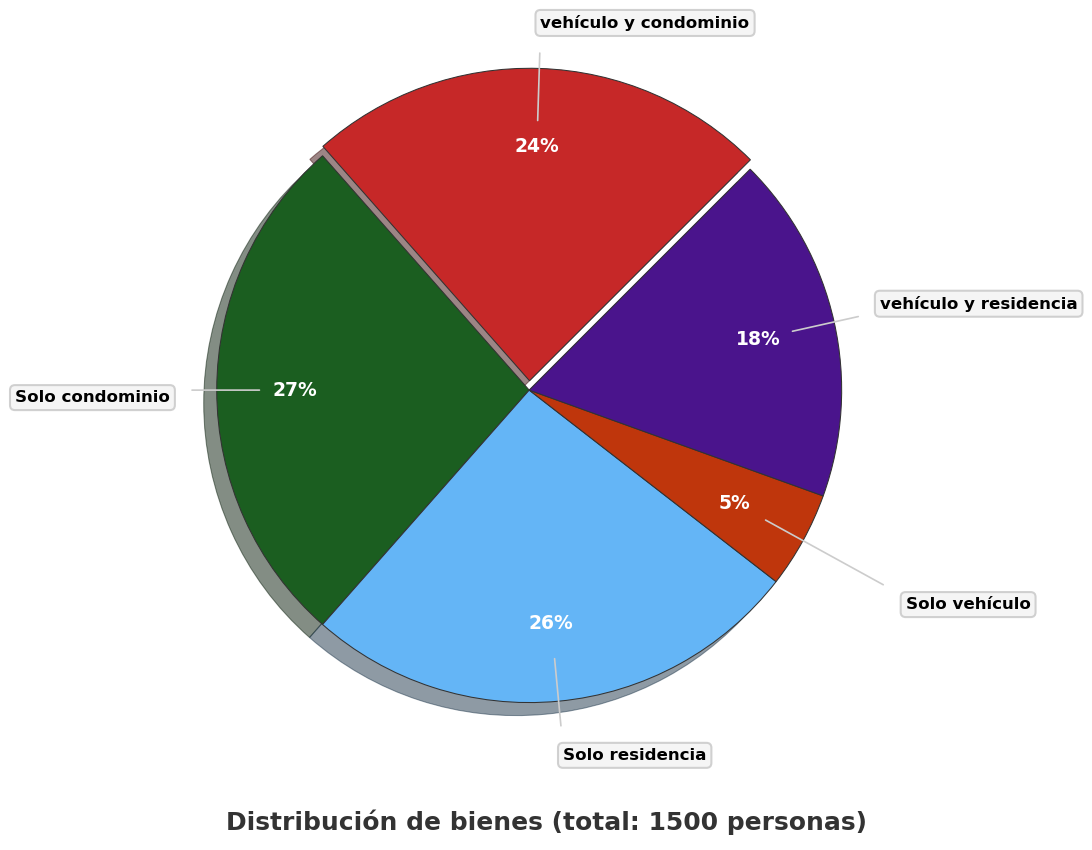 vehículo y condominio
24%
vehículo y residencia
18%
Solo condominio
27%
5%
Solo vehículo
26%
Solo residencia
Distribución de bienes (total: 1500 personas)